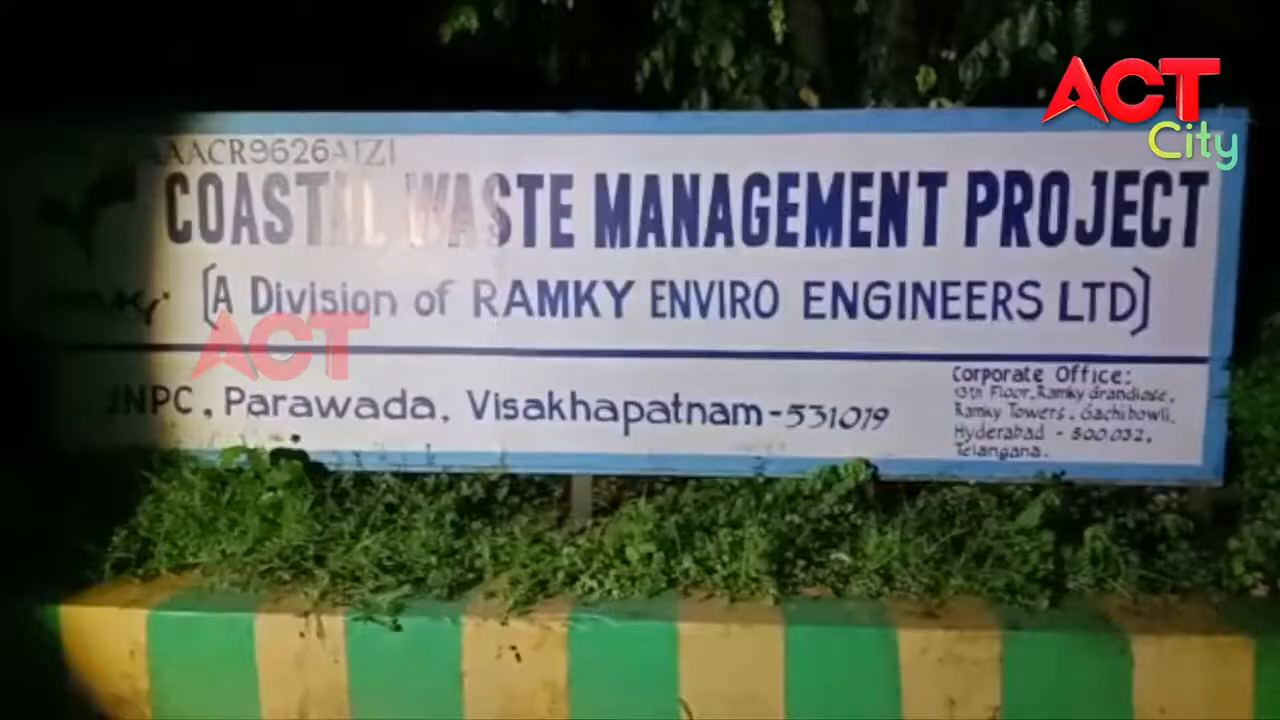 ACT
City
AAACR9626A1Z1
COASTAL WASTE MANAGEMENT PROJECT
[A Division of RAMKY ENVIRO ENGINEERS LTD]
ACT
JNPC, Parawada, Visakhapatnam-531019
Corporate Office:
13th Floor, Ramky Grandiose,
Ramky Towers, Gachibowli,
Hyderabad - 500032,
Telangana.